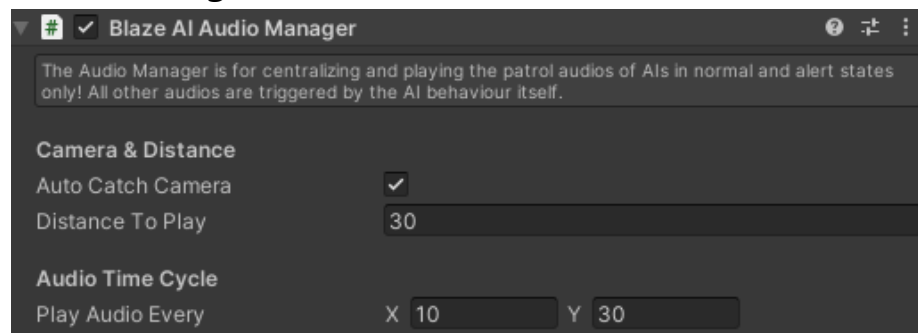 # Blaze AI Audio Manager
The Audio Manager is for centralizing and playing the patrol audios of AIs in normal and alert states
only! All other audios are triggered by the AI behaviour itself.
Camera & Distance
Auto Catch Camera
Distance To Play 30
Audio Time Cycle
Play Audio Every X 10 Y 30